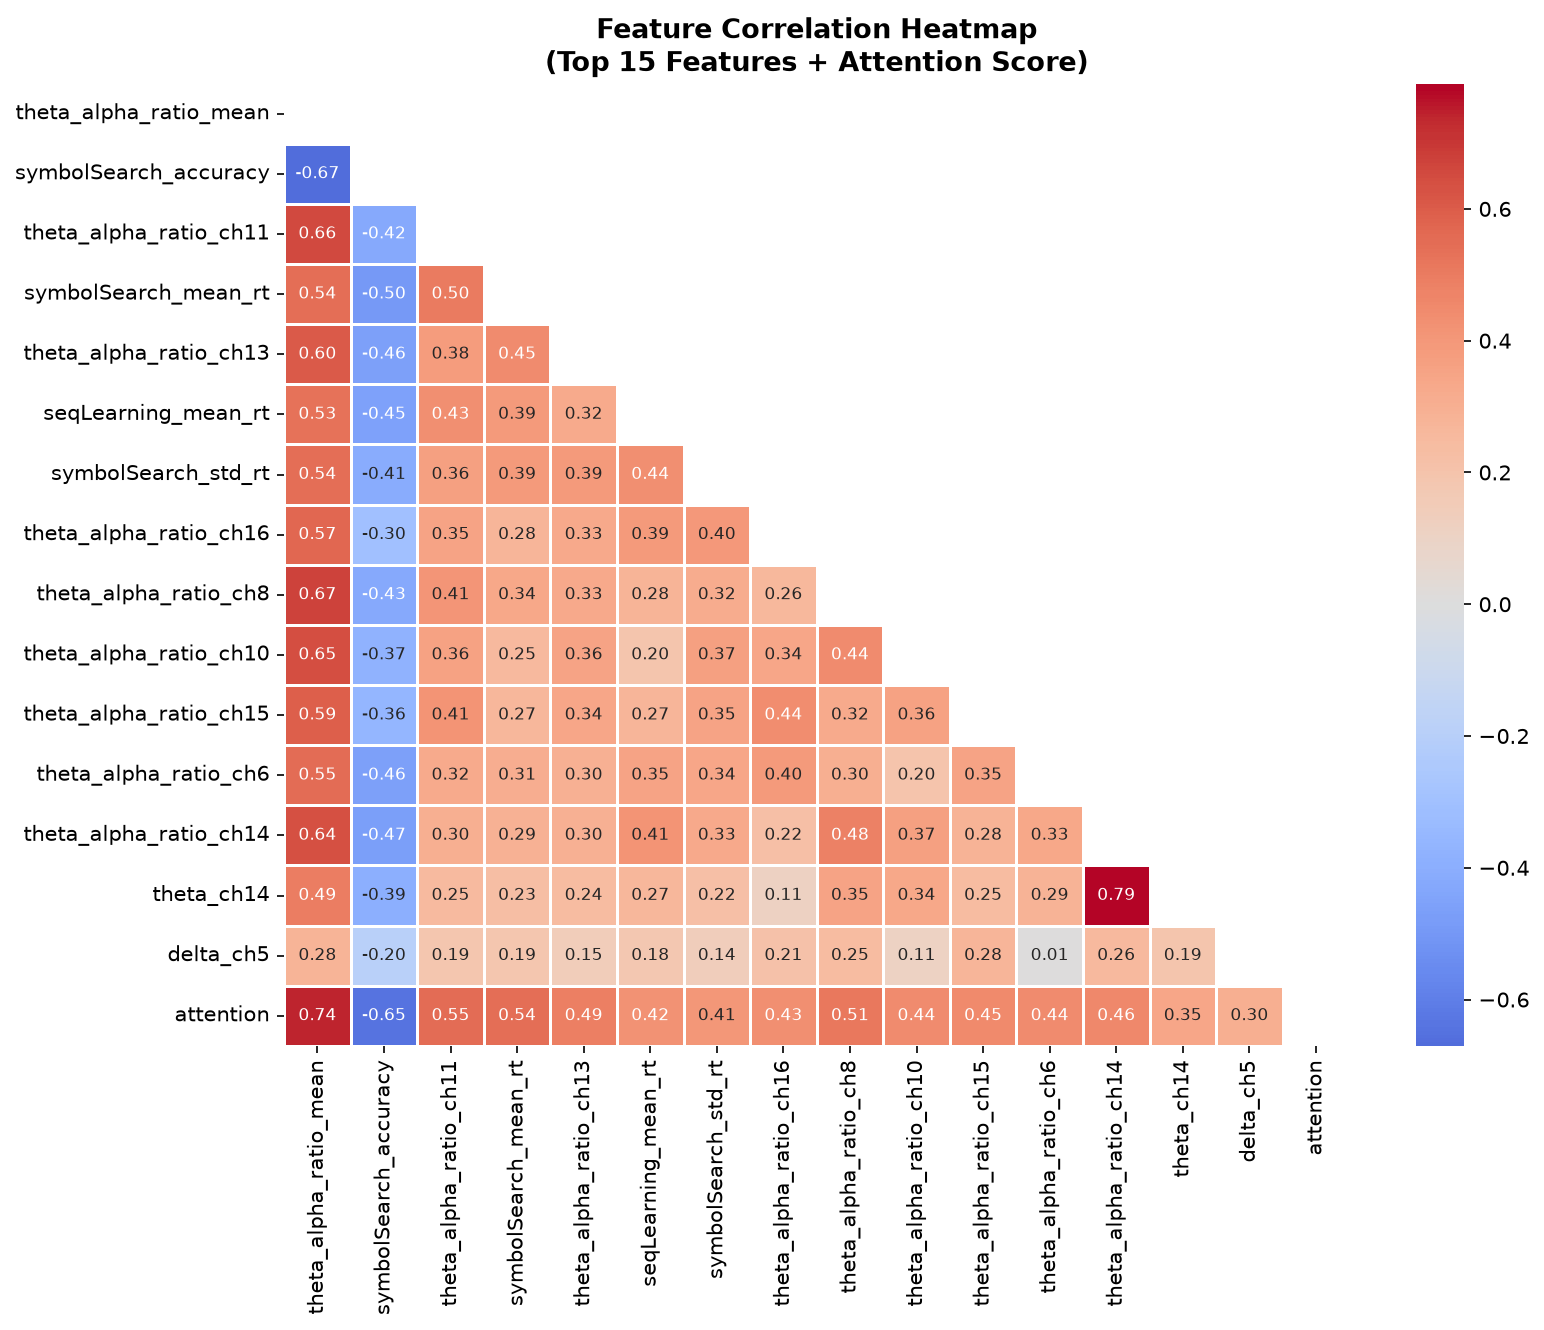 Feature Correlation Heatmap
(Top 15 Features + Attention Score)
theta_alpha_ratio_mean
symbolSearch_accuracy -0.67
theta_alpha_ratio_ch11 0.66 -0.42
symbolSearch_mean_rt 0.54 -0.50 0.50
theta_alpha_ratio_ch13 0.60 -0.46 0.38 0.45
seqLearning_mean_rt 0.53 -0.45 0.43 0.39 0.32
symbolSearch_std_rt 0.54 -0.41 0.36 0.39 0.39 0.44
theta_alpha_ratio_ch16 0.57 -0.30 0.35 0.28 0.33 0.39 0.40
theta_alpha_ratio_ch8 0.67 -0.43 0.41 0.34 0.33 0.28 0.32 0.26
theta_alpha_ratio_ch10 0.65 -0.37 0.36 0.25 0.36 0.20 0.37 0.34 0.44
theta_alpha_ratio_ch15 0.59 -0.36 0.41 0.27 0.34 0.27 0.35 0.44 0.32 0.36
theta_alpha_ratio_ch6 0.55 -0.46 0.32 0.31 0.30 0.35 0.34 0.40 0.30 0.20 0.35
theta_alpha_ratio_ch14 0.64 -0.47 0.30 0.29 0.30 0.41 0.33 0.22 0.48 0.37 0.28 0.33
theta_ch14 0.49 -0.39 0.25 0.23 0.24 0.27 0.22 0.11 0.35 0.34 0.25 0.29 0.79
delta_ch5 0.28 -0.20 0.19 0.19 0.15 0.18 0.14 0.21 0.25 0.11 0.28 0.01 0.26 0.19
attention 0.74 -0.65 0.55 0.54 0.49 0.42 0.41 0.43 0.51 0.44 0.45 0.44 0.46 0.35 0.30
theta_alpha_ratio_mean
symbolSearch_accuracy
theta_alpha_ratio_ch11
symbolSearch_mean_rt
theta_alpha_ratio_ch13
seqLearning_mean_rt
symbolSearch_std_rt
theta_alpha_ratio_ch16
theta_alpha_ratio_ch8
theta_alpha_ratio_ch10
theta_alpha_ratio_ch15
theta_alpha_ratio_ch6
theta_alpha_ratio_ch14
theta_ch14
delta_ch5
attention
0.6
0.4
0.2
0.0
−0.2
−0.4
−0.6